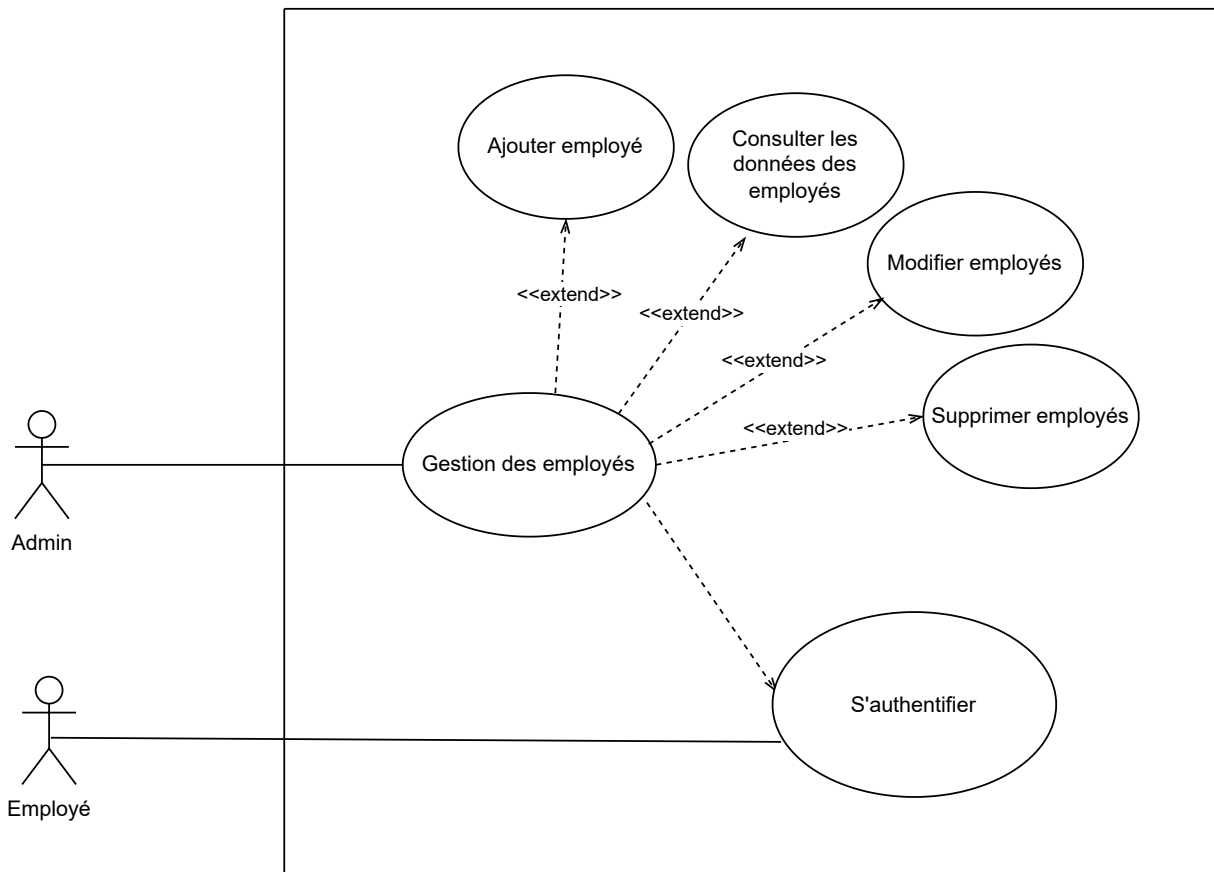 Ajouter employé
Consulter les
données des
employés
Modifier employés
<<extend>>
<<extend>>
<<extend>>
Supprimer employés
<<extend>>
Gestion des employés
Admin
S'authentifier
Employé